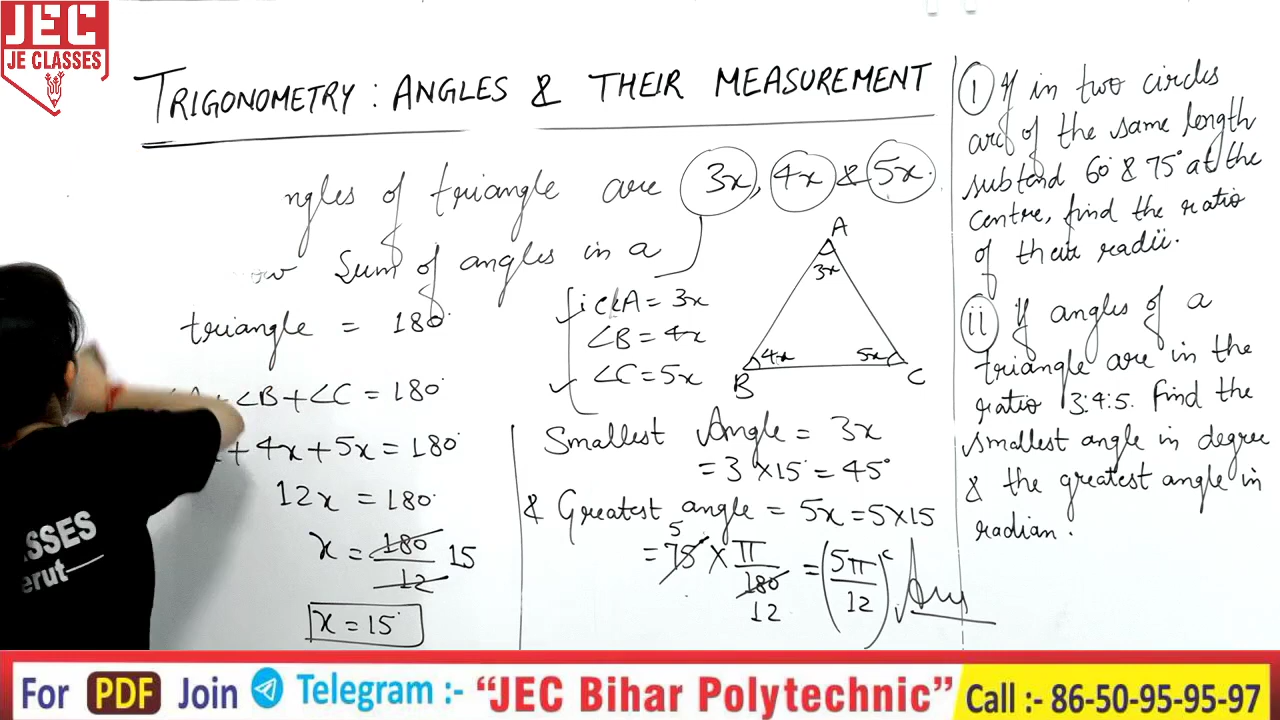 JEC
JE CLASSES
TRIGONOMETRY : ANGLES & THEIR MEASUREMENT
ngles of triangle are 3x, 4x & 5x.
Sum of angles in a
triangle = 180°
∠B + ∠C = 180°
+ 4x + 5x = 180°
12x = 180°
x = 180/12 15
x = 15°
∠A = 3x
∠B = 4x
∠C = 5x
A
3x
4x
5x
B
C
Smallest Angle = 3x
= 3 × 15° = 45°
& Greatest angle = 5x = 5×15
5
= 75 × π/180 = (5π/12)ᶜ Ans
12
(i) If in two circles
arc of the same length
subtend 60° & 75° at the
centre, find the ratio
of their radii.
(ii) If angles of a
triangle are in the
ratio 3:4:5. Find the
smallest angle in degree
& the greatest angle in
radian.
SSES
erut
For PDF Join Telegram :- “JEC Bihar Polytechnic”
Call :- 86-50-95-95-97